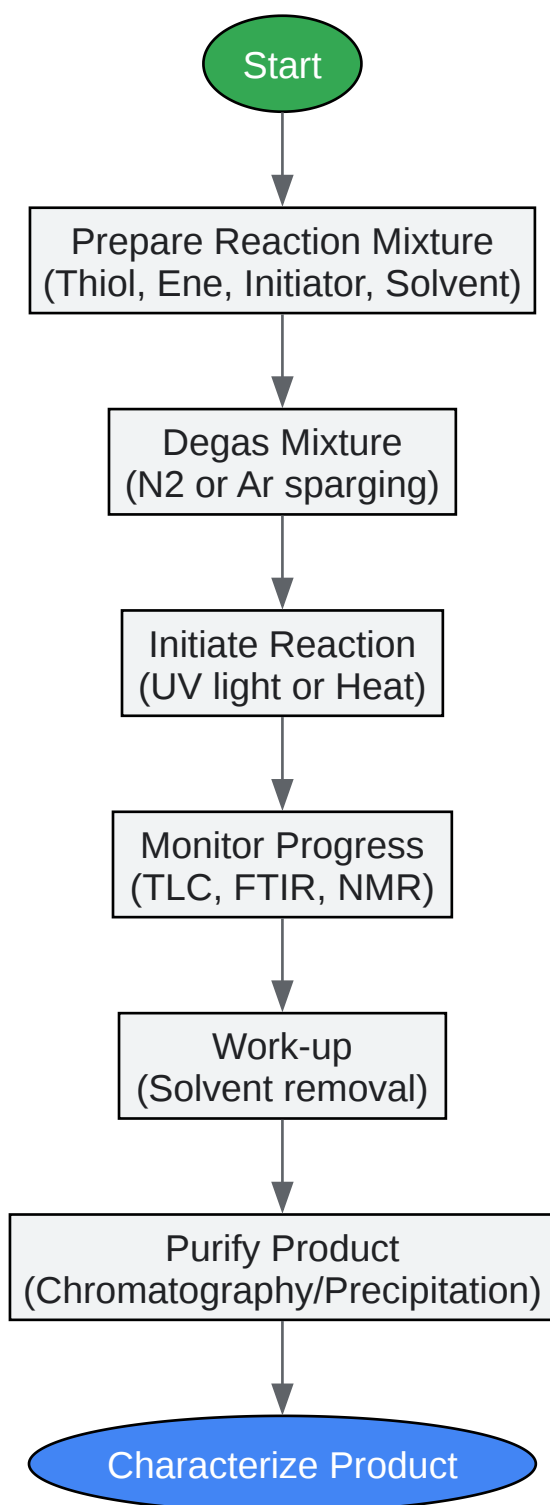 Start
Prepare Reaction Mixture
(Thiol, Ene, Initiator, Solvent)
Degas Mixture
(N2 or Ar sparging)
Initiate Reaction
(UV light or Heat)
Monitor Progress
(TLC, FTIR, NMR)
Work-up
(Solvent removal)
Purify Product
(Chromatography/Precipitation)
Characterize Product